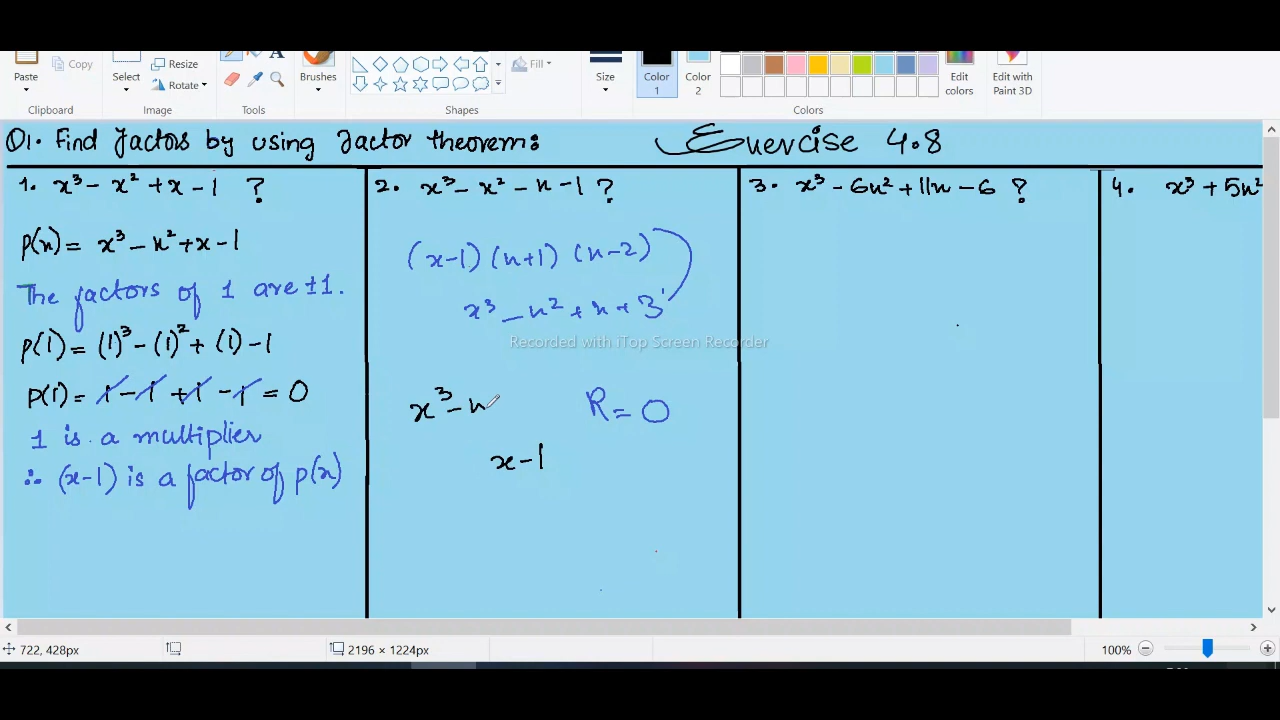 Paste
Copy
Clipboard
Select
Resize
Rotate
Image
A
Tools
Brushes
Shapes
Fill
Size
Color 1
Color 2
Colors
Edit colors
Edit with Paint 3D
Q1. Find factors by using factor theorem:
Exercise 4.8
1. x³ - x² + x - 1 ?
p(x) = x³ - x² + x - 1
The factors of 1 are ±1.
p(1) = (1)³ - (1)² + (1) - 1
p(1) = 1 - 1 + 1 - 1 = 0
1 is a multiplier
∴ (x-1) is a factor of p(x)
2. x³ - x² - x - 1 ?
(x-1) (x+1) (x-2)
x³ - x² + x + 3
Recorded with iTop Screen Recorder
x³ - x
R = 0
x - 1
3. x³ - 6x² + 11x - 6 ?
4. x³ + 5x²
722, 428px
2196 × 1224px
100%